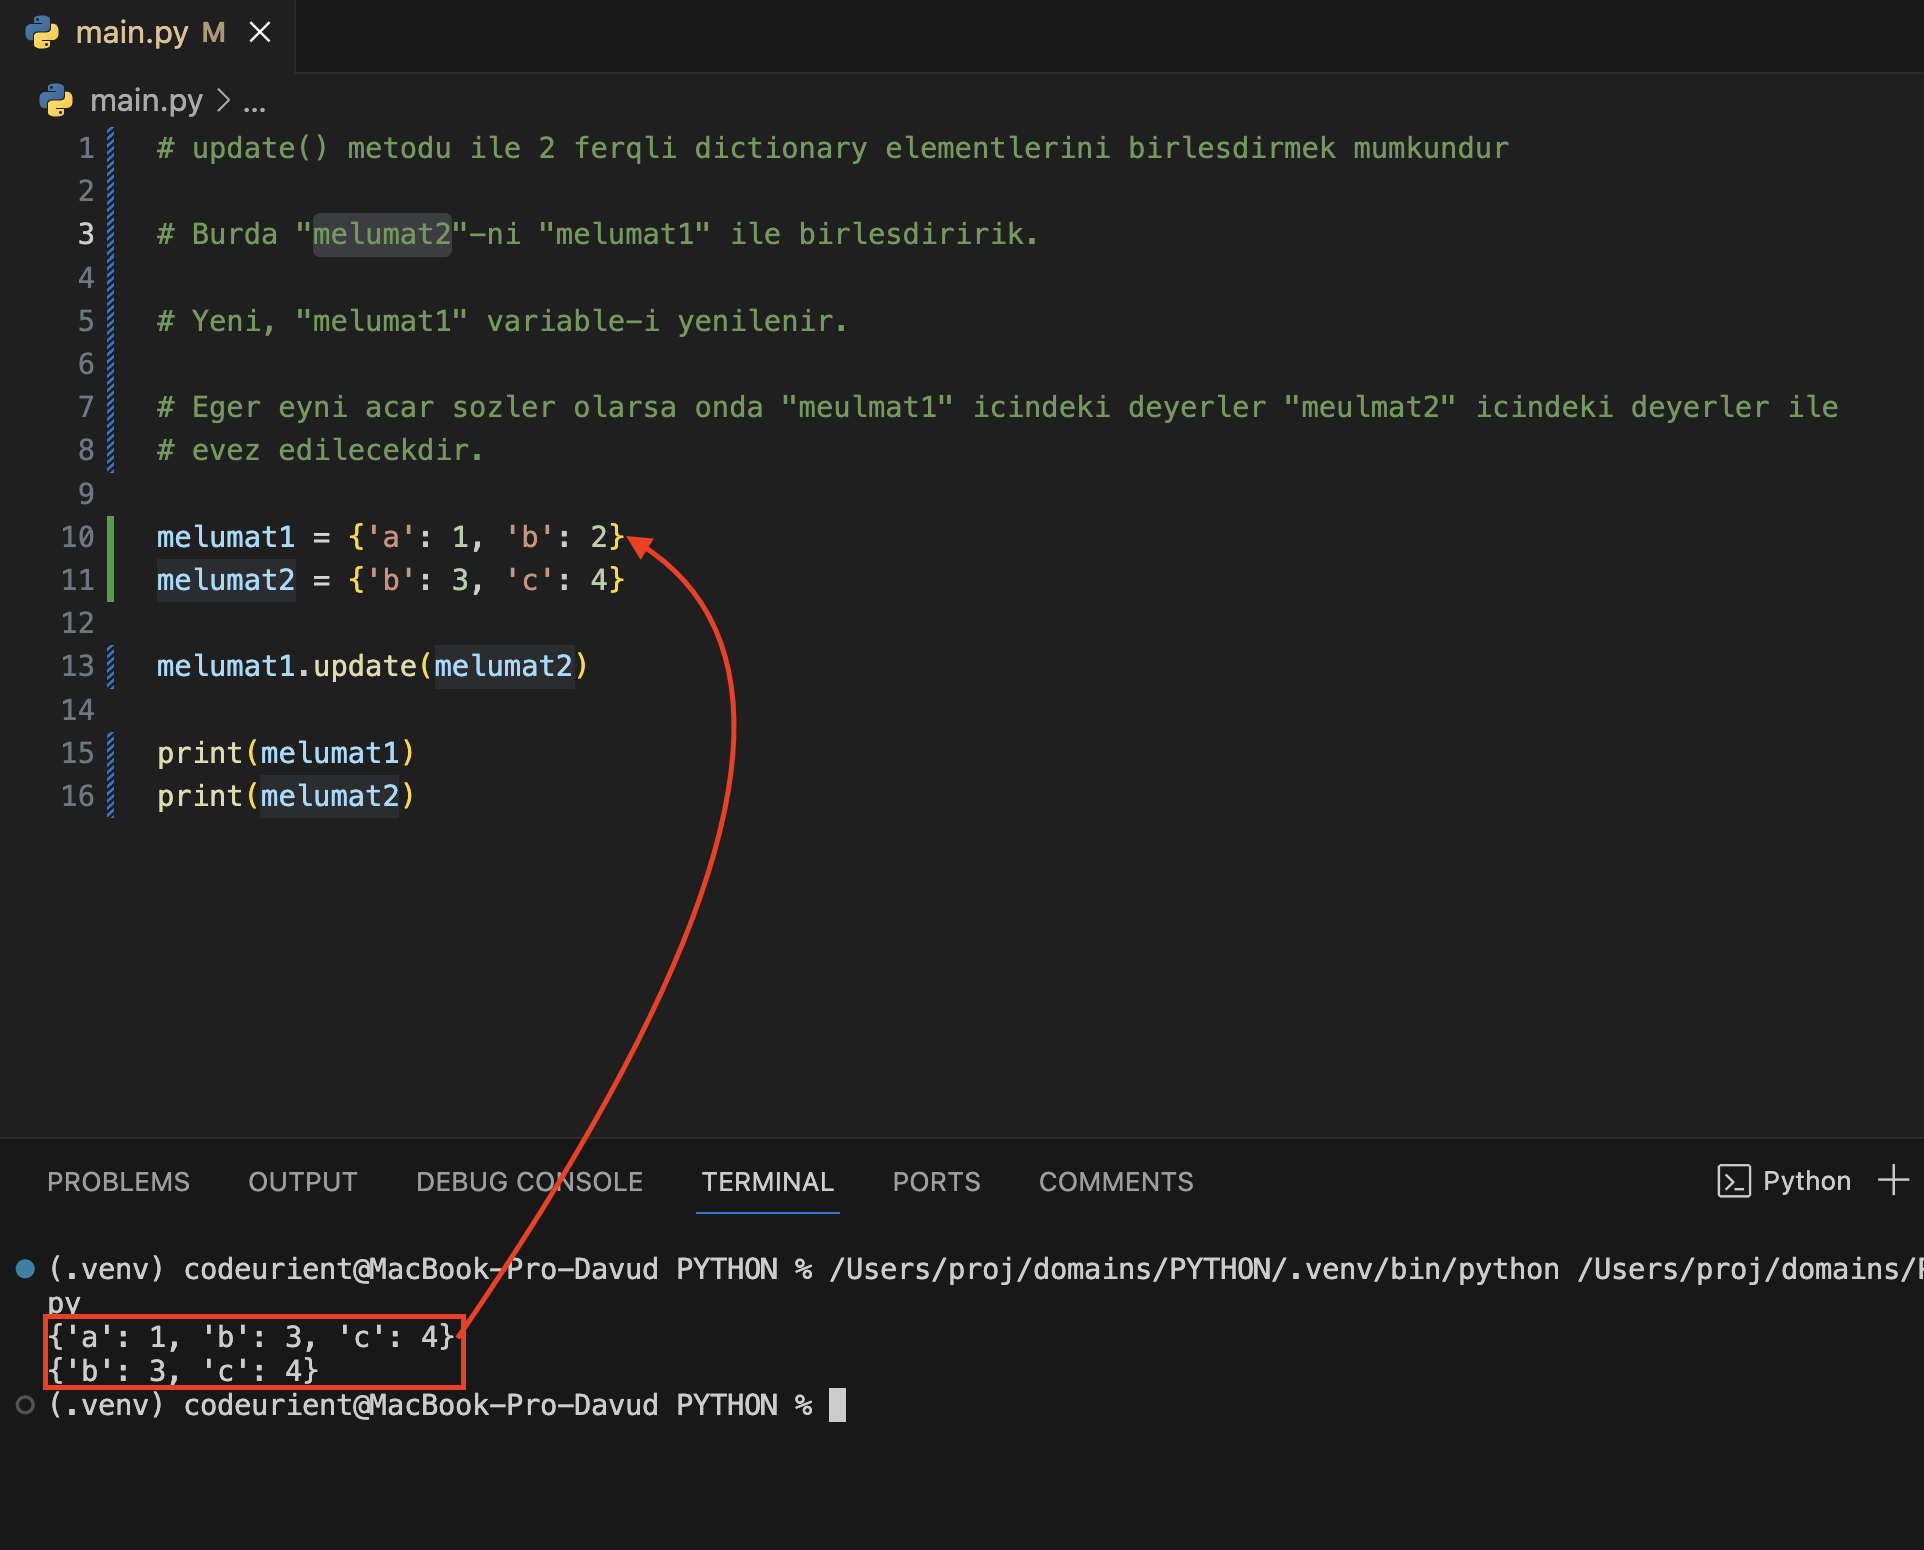 main.py M
main.py > ...
1 # update() metodu ile 2 ferqli dictionary elementlerini birlesdirmek mumkundur
2
3 # Burda "melumat2"-ni "melumat1" ile birlesdiririk.
4
5 # Yeni, "melumat1" variable-i yenilenir.
6
7 # Eger eyni acar sozler olarsa onda "meulmat1" icindeki deyerler "meulmat2" icindeki deyerler ile
8 # evez edilecekdir.
9
10 melumat1 = {'a': 1, 'b': 2}
11 melumat2 = {'b': 3, 'c': 4}
12
13 melumat1.update(melumat2)
14
15 print(melumat1)
16 print(melumat2)
PROBLEMS OUTPUT DEBUG CONSOLE TERMINAL PORTS COMMENTS Python
(.venv) codeurient@MacBook-Pro-Davud PYTHON % /Users/proj/domains/PYTHON/.venv/bin/python /Users/proj/domains/
py
{'a': 1, 'b': 3, 'c': 4}
{'b': 3, 'c': 4}
(.venv) codeurient@MacBook-Pro-Davud PYTHON %